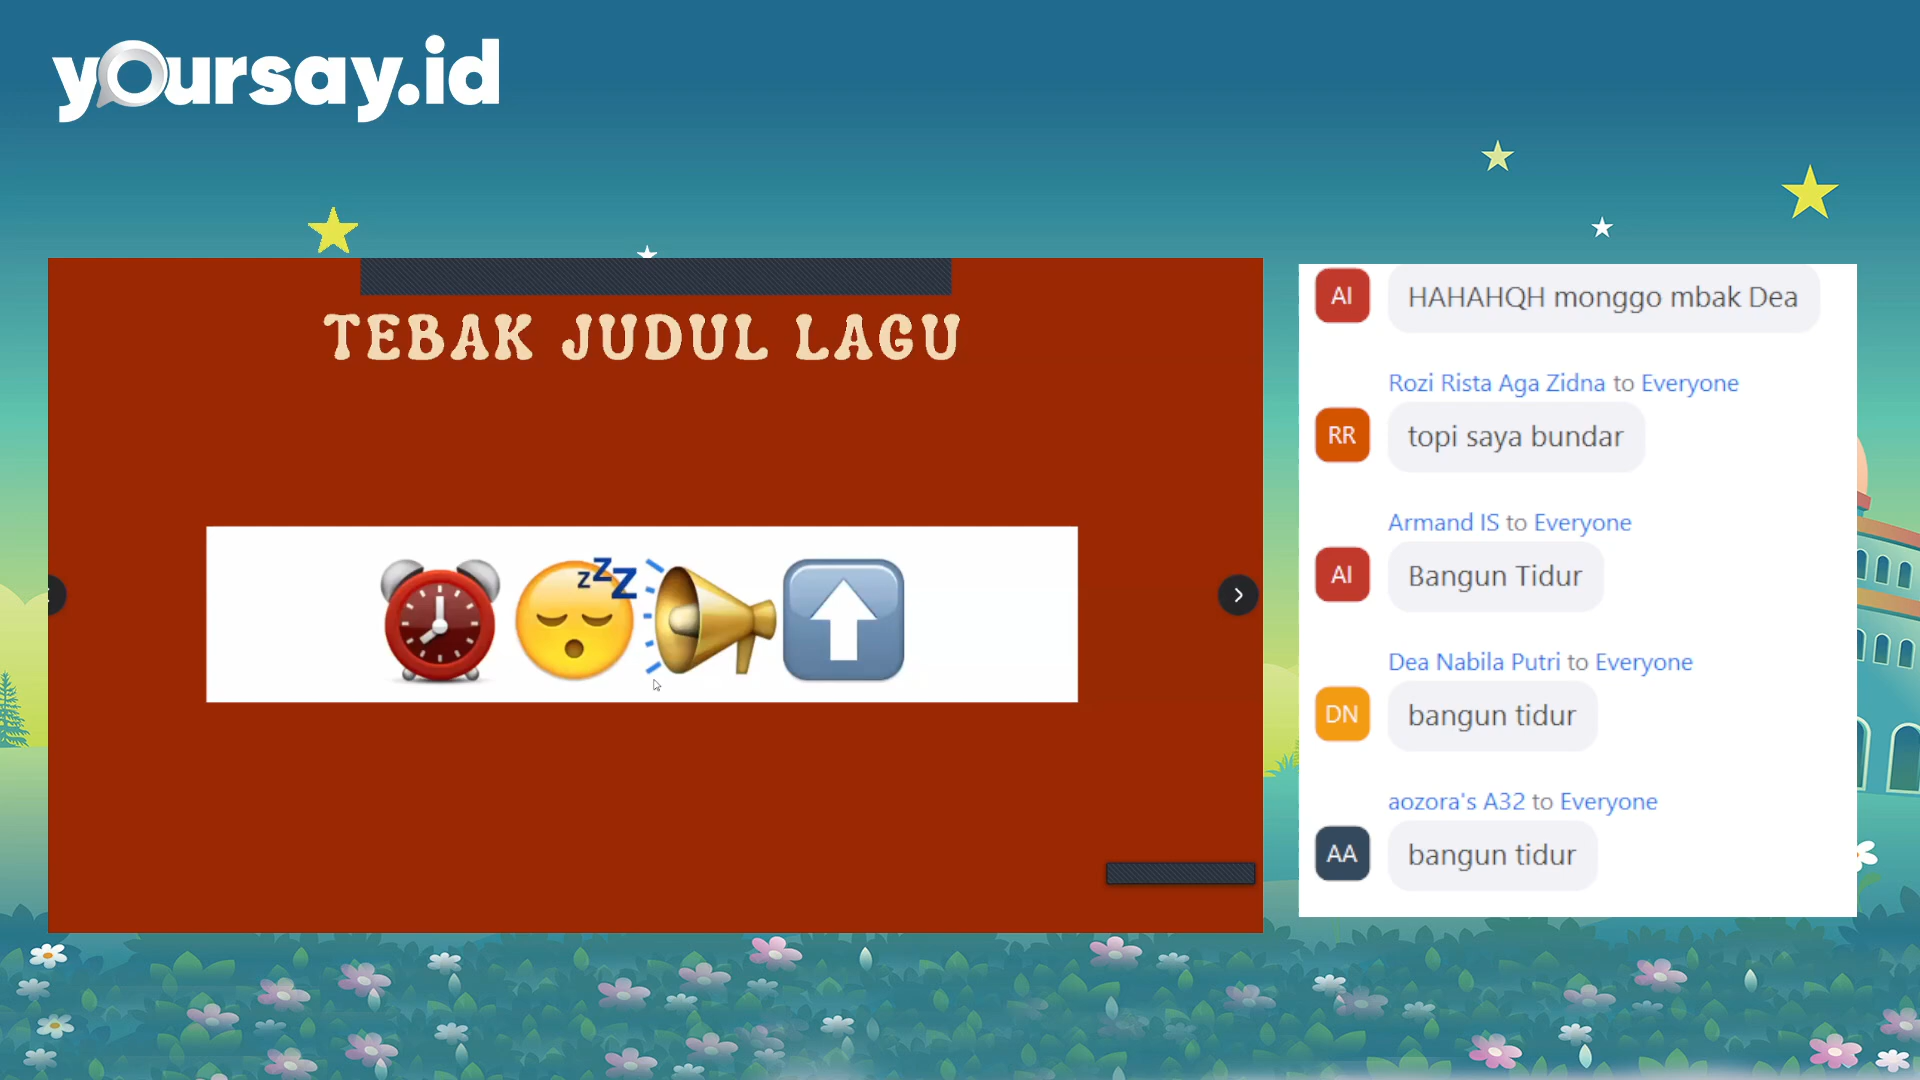 yoursay.id
TEBAK JUDUL LAGU
zzZ
AI
HAHAHQH monggo mbak Dea
Rozi Rista Aga Zidna to Everyone
RR
topi saya bundar
Armand IS to Everyone
AI
Bangun Tidur
Dea Nabila Putri to Everyone
DN
bangun tidur
aozora's A32 to Everyone
AA
bangun tidur